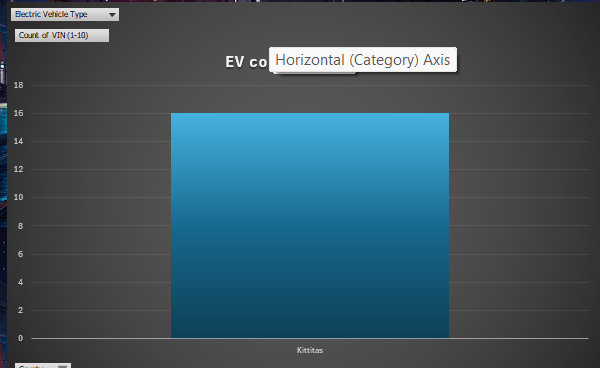 Electric Vehicle Type
Count of VIN (1-10)
EV co
Horizontal (Category) Axis
18
16
14
12
10
8
6
4
2
0
Kittitas